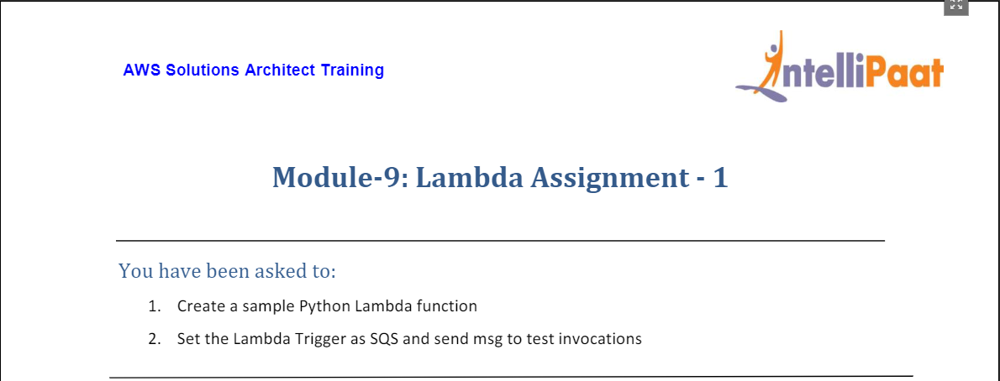 AWS Solutions Architect Training
IntelliPaat
Module-9: Lambda Assignment - 1
You have been asked to:
1. Create a sample Python Lambda function
2. Set the Lambda Trigger as SQS and send msg to test invocations